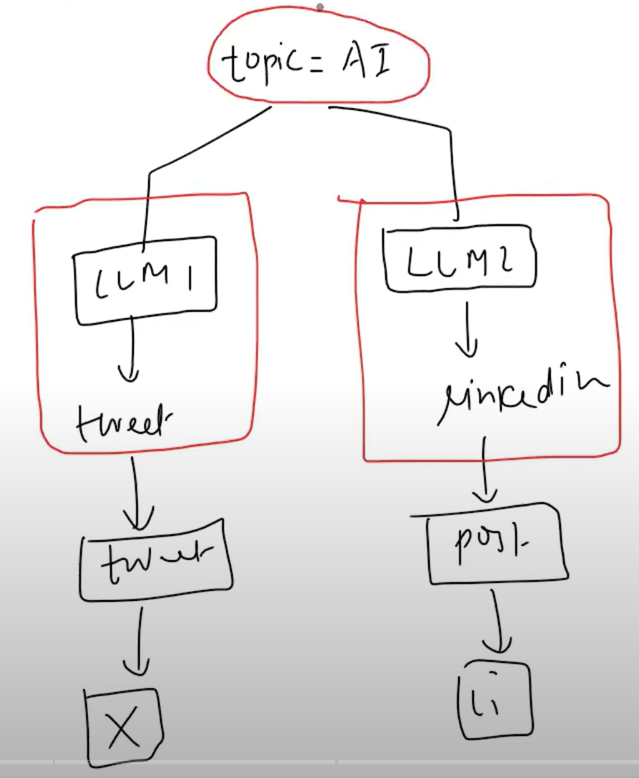 topic = AI
LLM 1
LLM 2
tweet
linkedin
tweet
post
X
Li